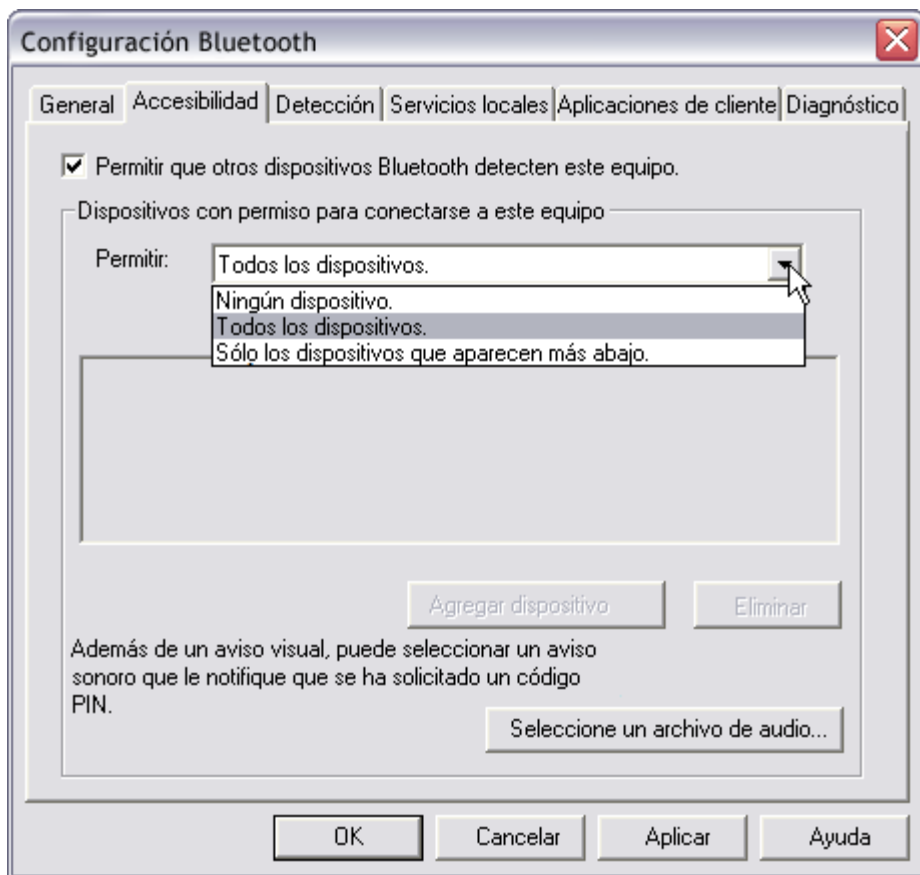 Configuración Bluetooth
General Accesibilidad Detección Servicios locales Aplicaciones de cliente Diagnóstico
Permitir que otros dispositivos Bluetooth detecten este equipo.
Dispositivos con permiso para conectarse a este equipo
Permitir: Todos los dispositivos.
Ningún dispositivo.
Todos los dispositivos.
Sólo los dispositivos que aparecen más abajo.
Agregar dispositivo Eliminar
Además de un aviso visual, puede seleccionar un aviso
sonoro que le notifique que se ha solicitado un código
PIN.
Seleccione un archivo de audio...
OK Cancelar Aplicar Ayuda